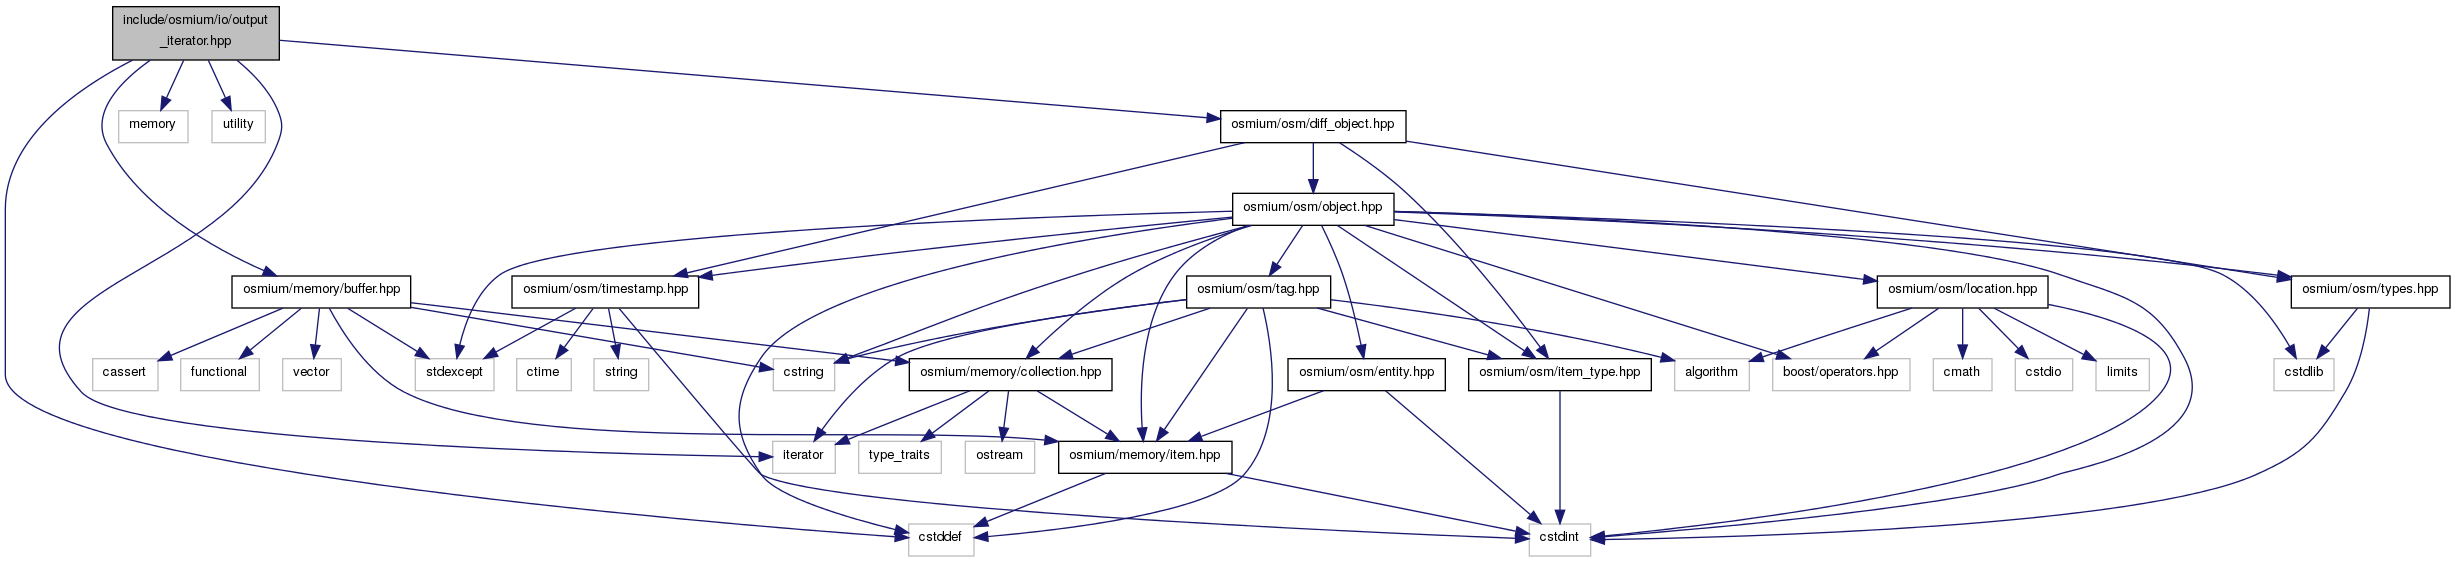 include/osmium/io/output
_iterator.hpp
memory
utility
osmium/osm/diff_object.hpp
osmium/osm/object.hpp
osmium/memory/buffer.hpp
osmium/osm/timestamp.hpp
osmium/osm/tag.hpp
osmium/osm/location.hpp
osmium/osm/types.hpp
cassert
functional
vector
stdexcept
ctime
string
cstring
osmium/memory/collection.hpp
osmium/osm/entity.hpp
osmium/osm/item_type.hpp
algorithm
boost/operators.hpp
cmath
cstdio
limits
cstdlib
iterator
type_traits
ostream
osmium/memory/item.hpp
cstddef
cstdint